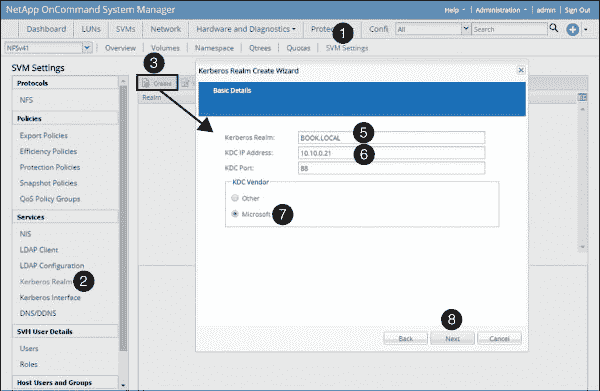 NetApp OnCommand System Manager
Help Administration admin Sign Out
Dashboard LUNs SVMs Network Hardware and Diagnostics All Search
NFSv41 Overview Volumes Namespace Qtrees Quotas SVM Settings
1
SVM Settings
3
Protocols
NFS
Policies
Export Policies
Efficiency Policies
Protection Policies
Snapshot Policies
QoS Policy Groups
Services
NIS
LDAP Client
LDAP Configuration
Kerberos Realm
2
Kerberos Interface
DNS/DDNS
SVM User Details
Users
Roles
Host Users and Groups
Create
Realm
Kerberos Realm Create Wizard
Basic Details
Kerberos Realm: BOOK.LOCAL 5
KDC IP Address: 10.10.0.21 6
KDC Port: 88
KDC Vendor
Other
Microsoft 7
8
Back Next Cancel